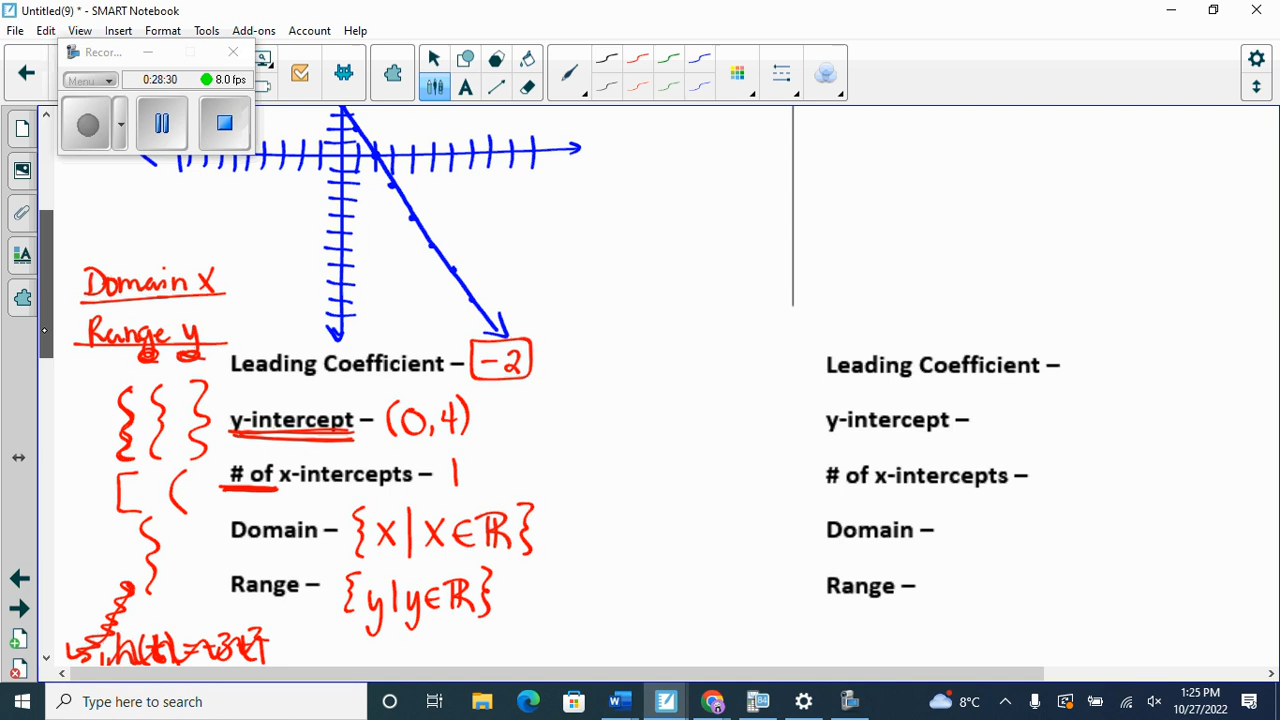 Untitled(9) * - SMART Notebook
File Edit View Insert Format Tools Add-ons Account Help
Recor...
Menu 0:28:30 8.0 fps
Domain x
Range y
Leading Coefficient – -2
y-intercept – (0,4)
# of x-intercepts – 1
Domain – {x|x∈ℝ}
Range – {y|y∈ℝ}
{ { }
[ (
}
Leading Coefficient –
y-intercept –
# of x-intercepts –
Domain –
Range –
Type here to search
8°C
1:25 PM
10/27/2022